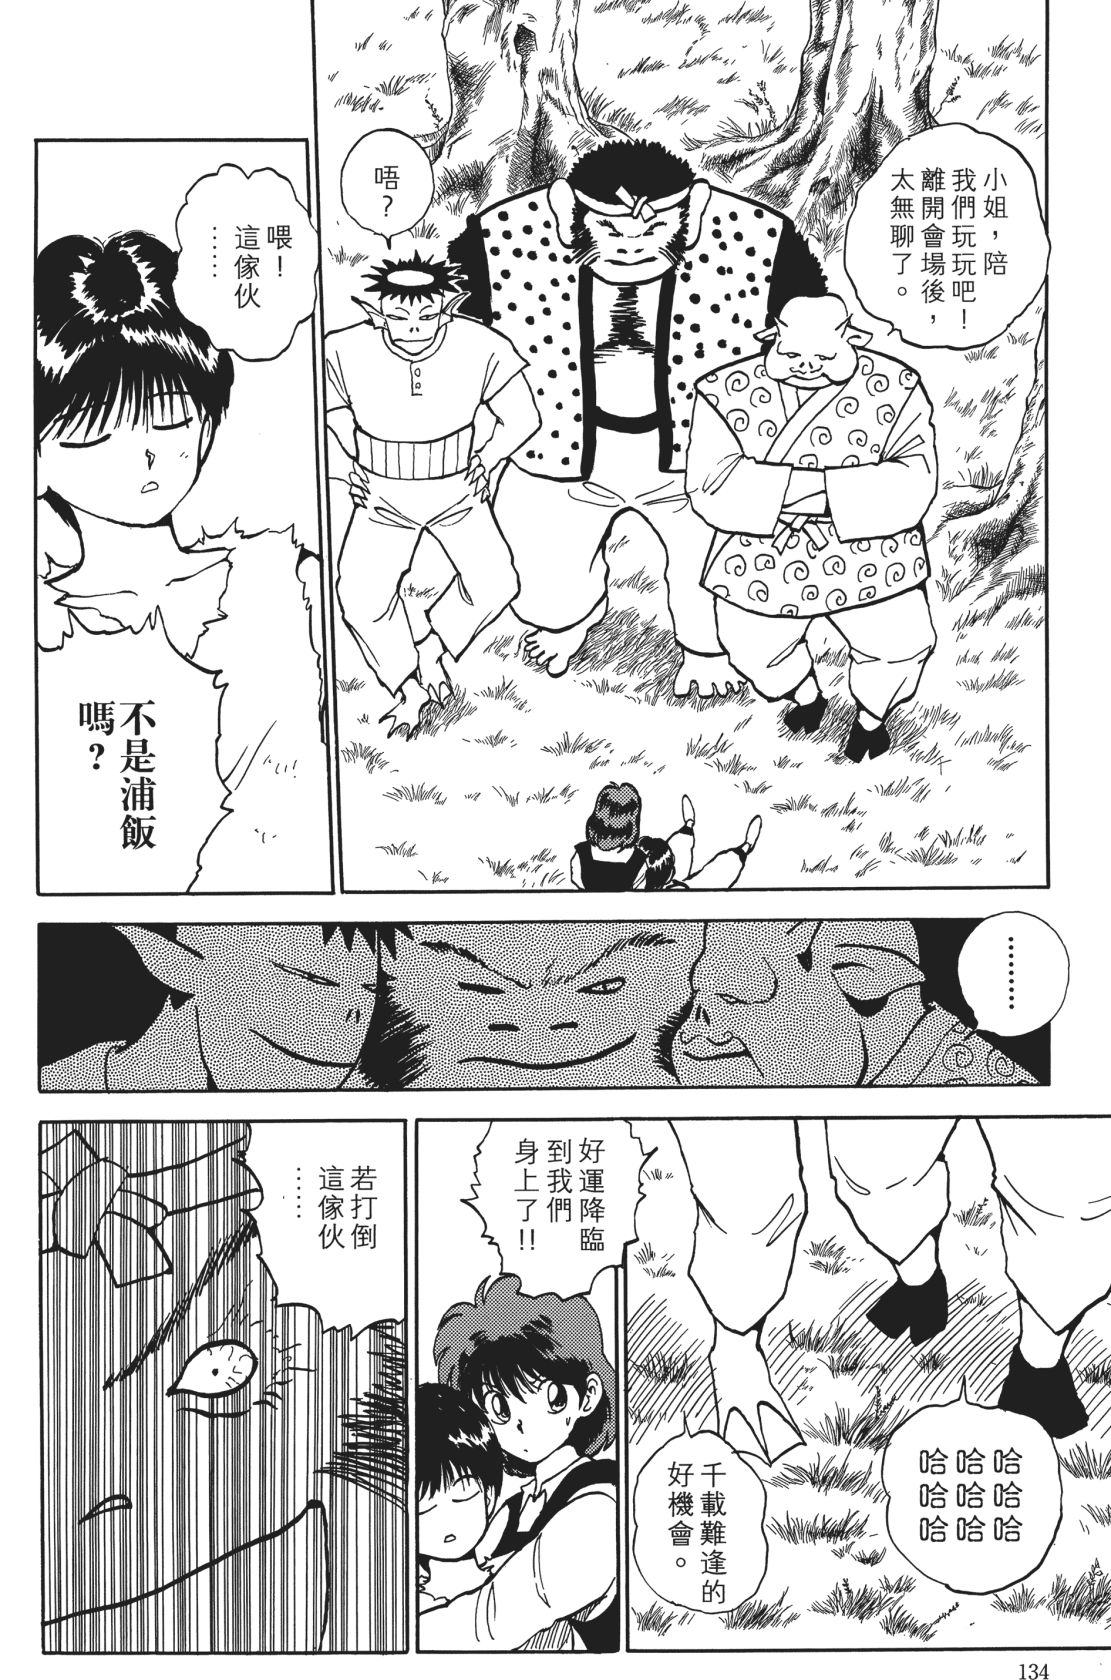 小姐，陪
我們玩玩吧！
離開會場後，
太無聊了。
唔？
喂！
這傢伙
……
不是浦飯
嗎？
………
哈哈哈
哈哈哈
哈哈哈
千載難逢的
好機會。
好運降臨
到我們
身上了!!
若打倒
這傢伙
……
134